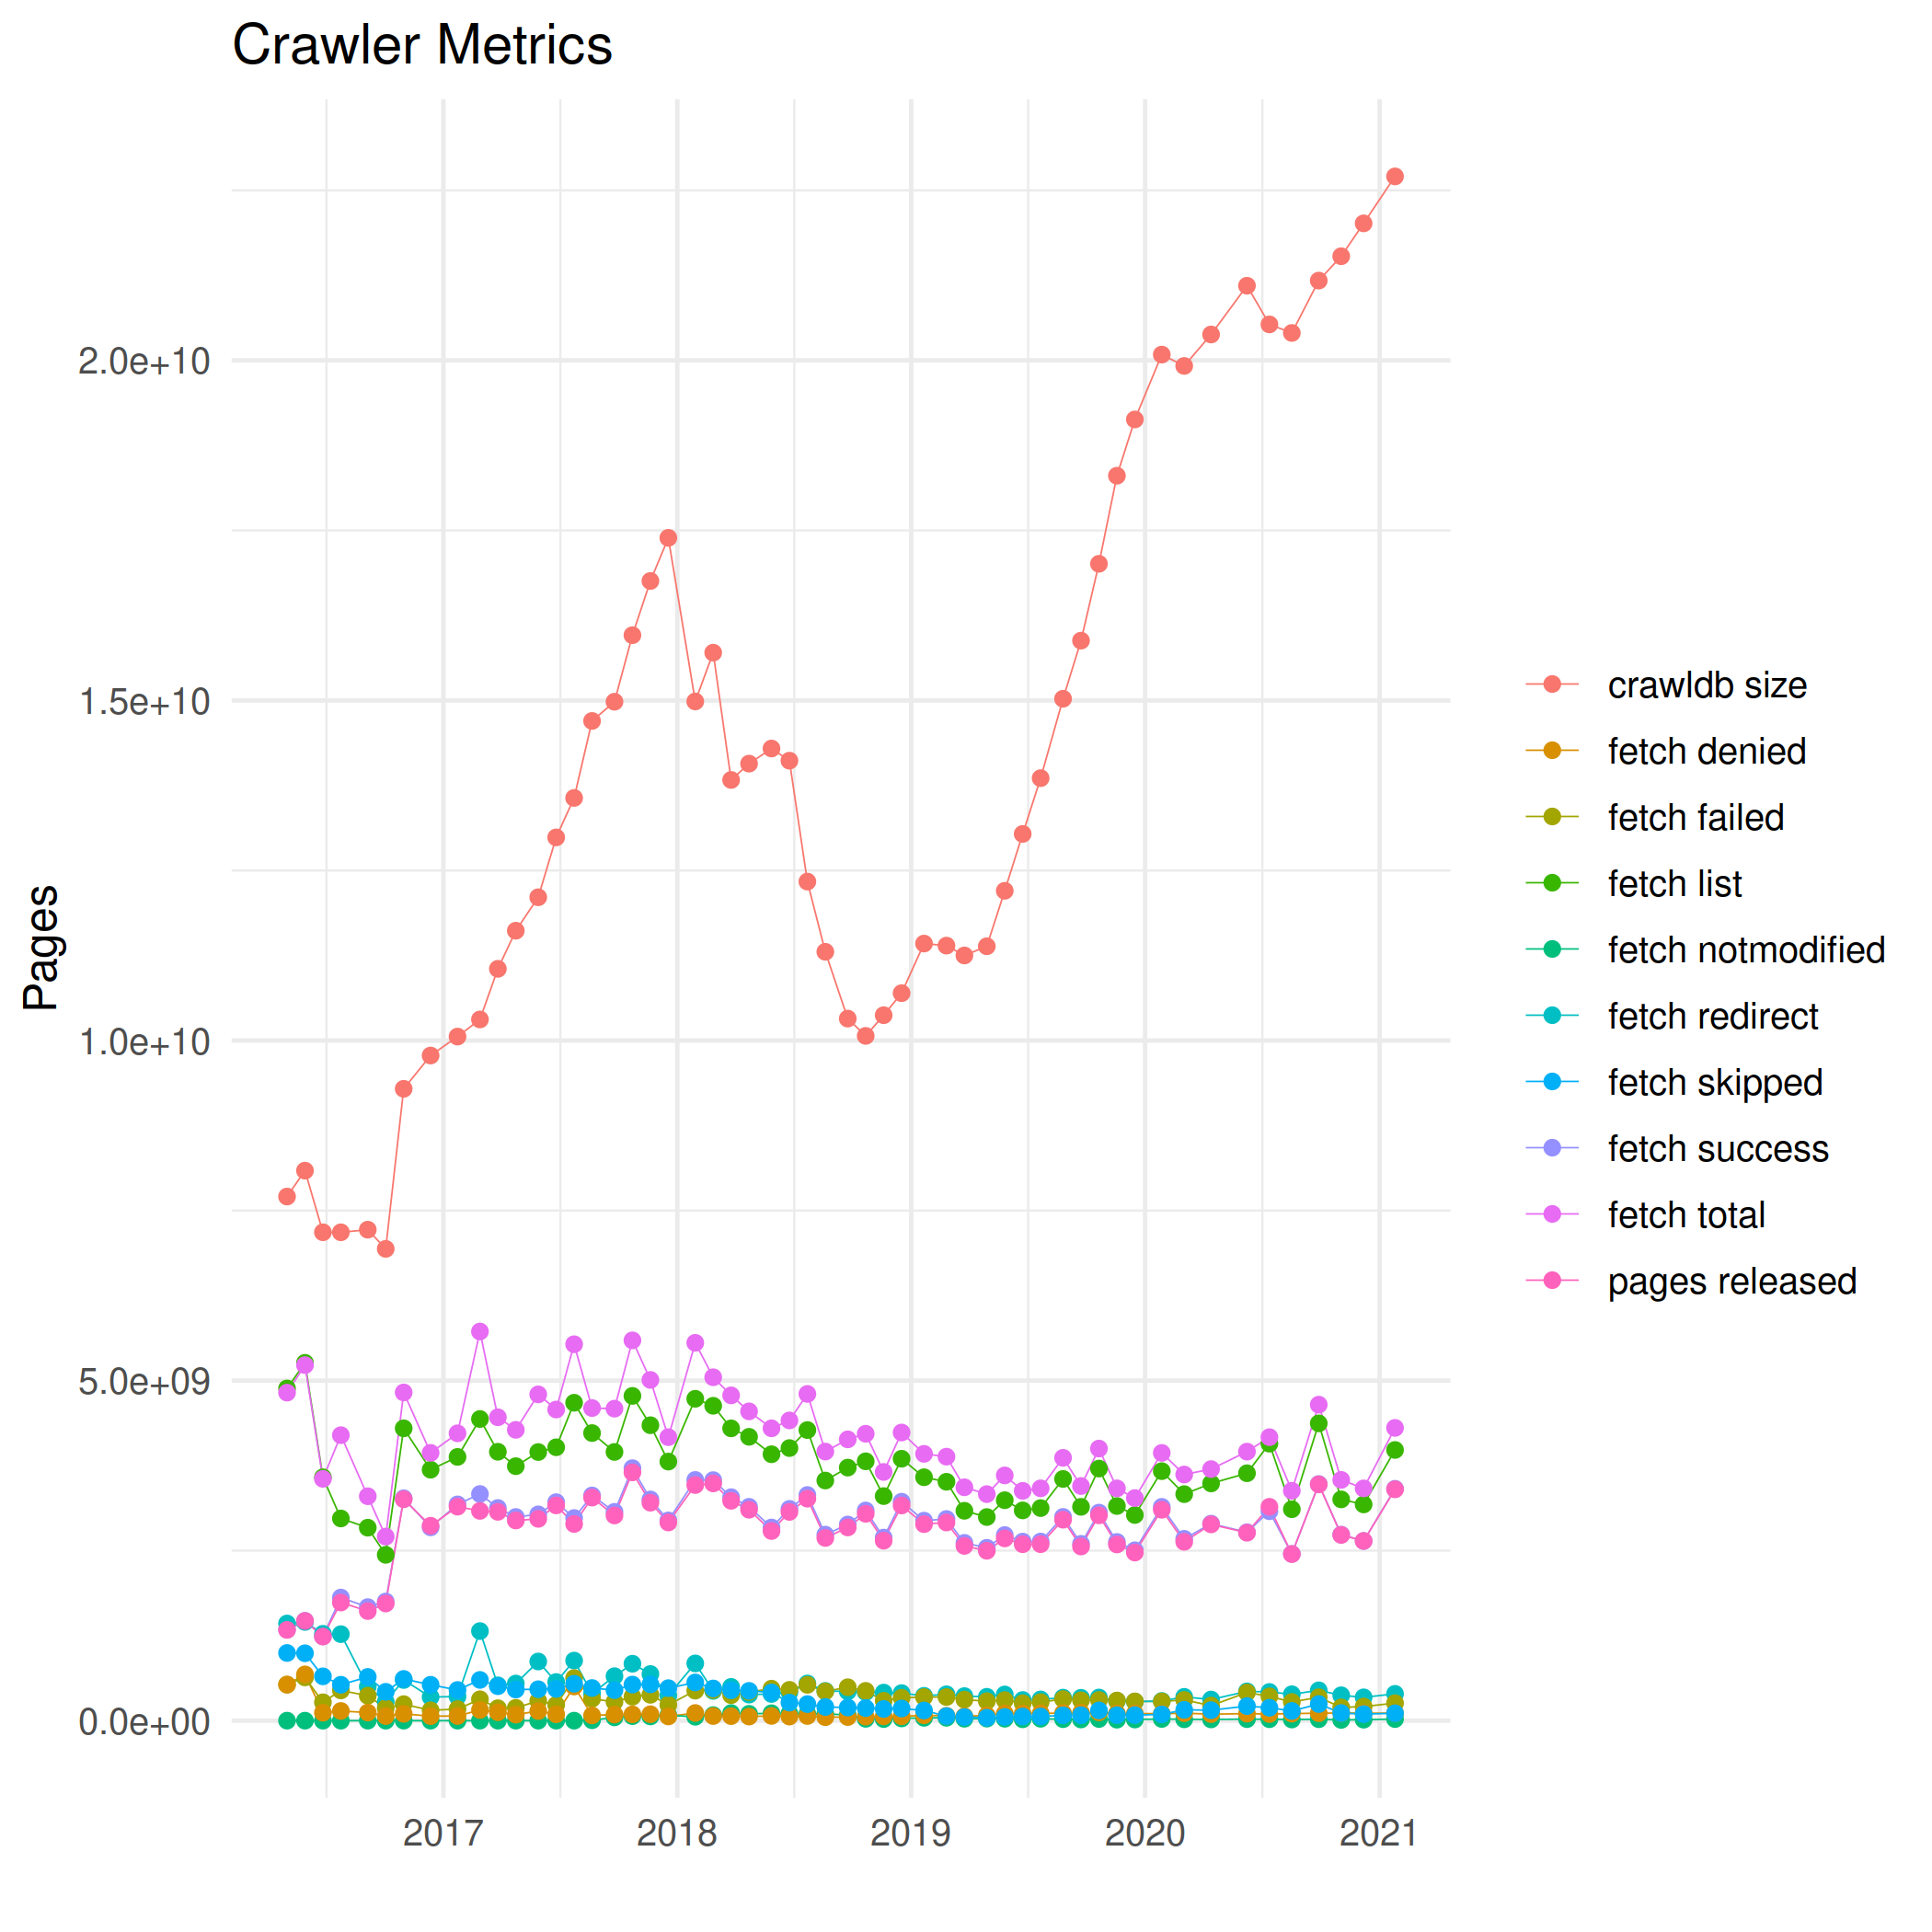 Crawler Metrics
Pages
2.0e+10
1.5e+10
1.0e+10
5.0e+09
0.0e+00
2017
2018
2019
2020
2021
crawldb size
fetch denied
fetch failed
fetch list
fetch notmodified
fetch redirect
fetch skipped
fetch success
fetch total
pages released